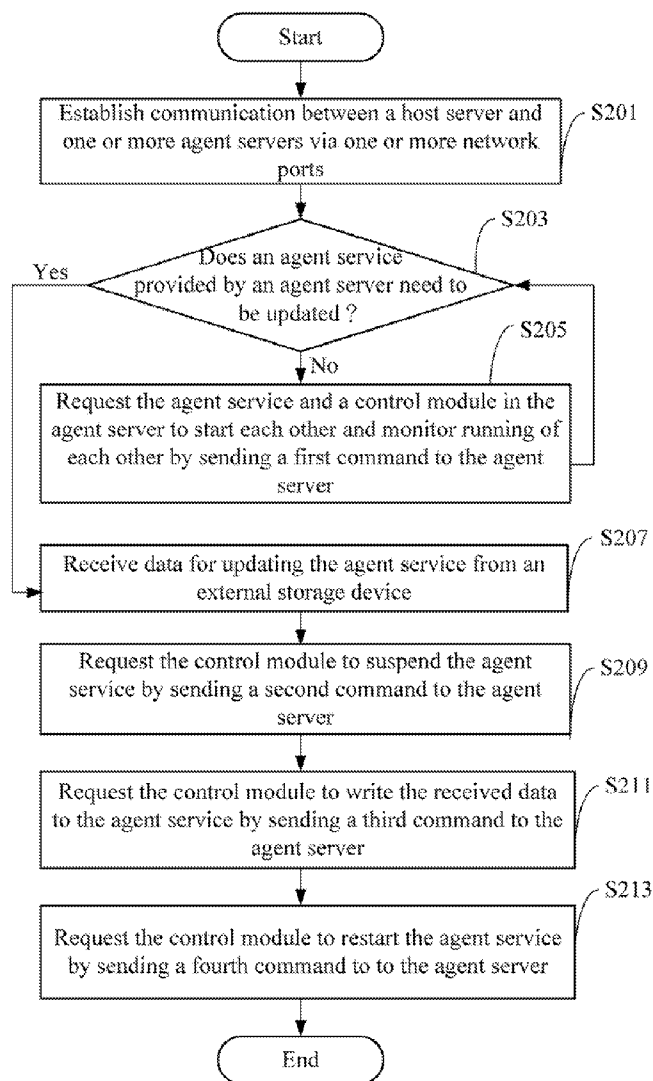 Start
Establish communication between a host server and
one or more agent servers via one or more network
ports
S201
S203
Does an agent service
provided by an agent server need to
be updated ?
Yes
No
S205
Request the agent service and a control module in the
agent server to start each other and monitor running of
each other by sending a first command to the agent
server
S207
Receive data for updating the agent service from an
external storage device
Request the control module to suspend the agent
service by sending a second command to the agent
server
S209
Request the control module to write the received data
to the agent service by sending a third command to the
agent server
S211
S213
Request the control module to restart the agent service
by sending a fourth command to to the agent server
End